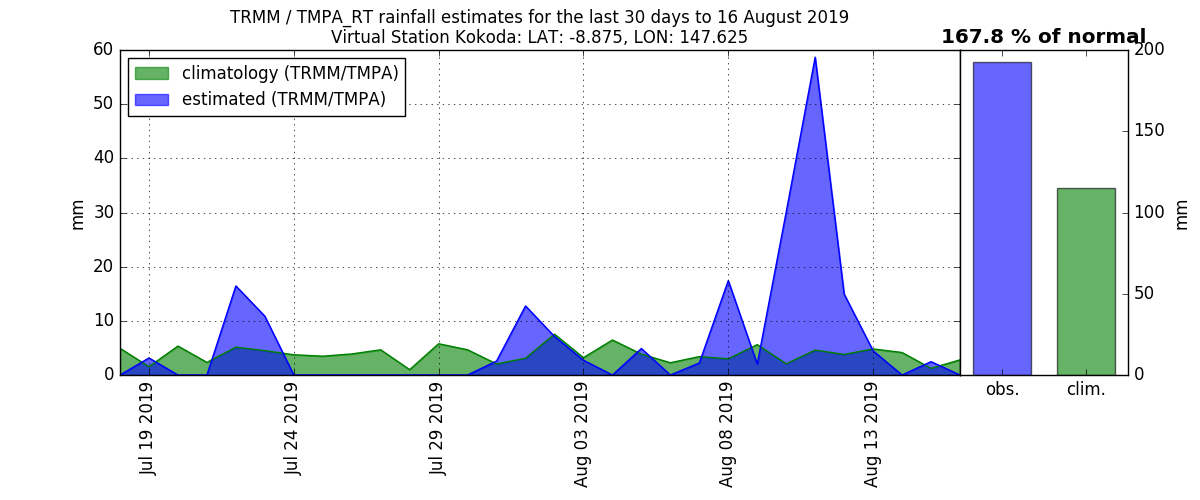 TRMM / TMPA_RT rainfall estimates for the last 30 days to 16 August 2019
Virtual Station Kokoda: LAT: -8.875, LON: 147.625
167.8 % of normal
climatology (TRMM/TMPA)
estimated (TRMM/TMPA)
60
50
40
30
20
10
0
mm
Jul 19 2019
Jul 24 2019
Jul 29 2019
Aug 03 2019
Aug 08 2019
Aug 13 2019
200
150
100
50
0
mm
obs.
clim.